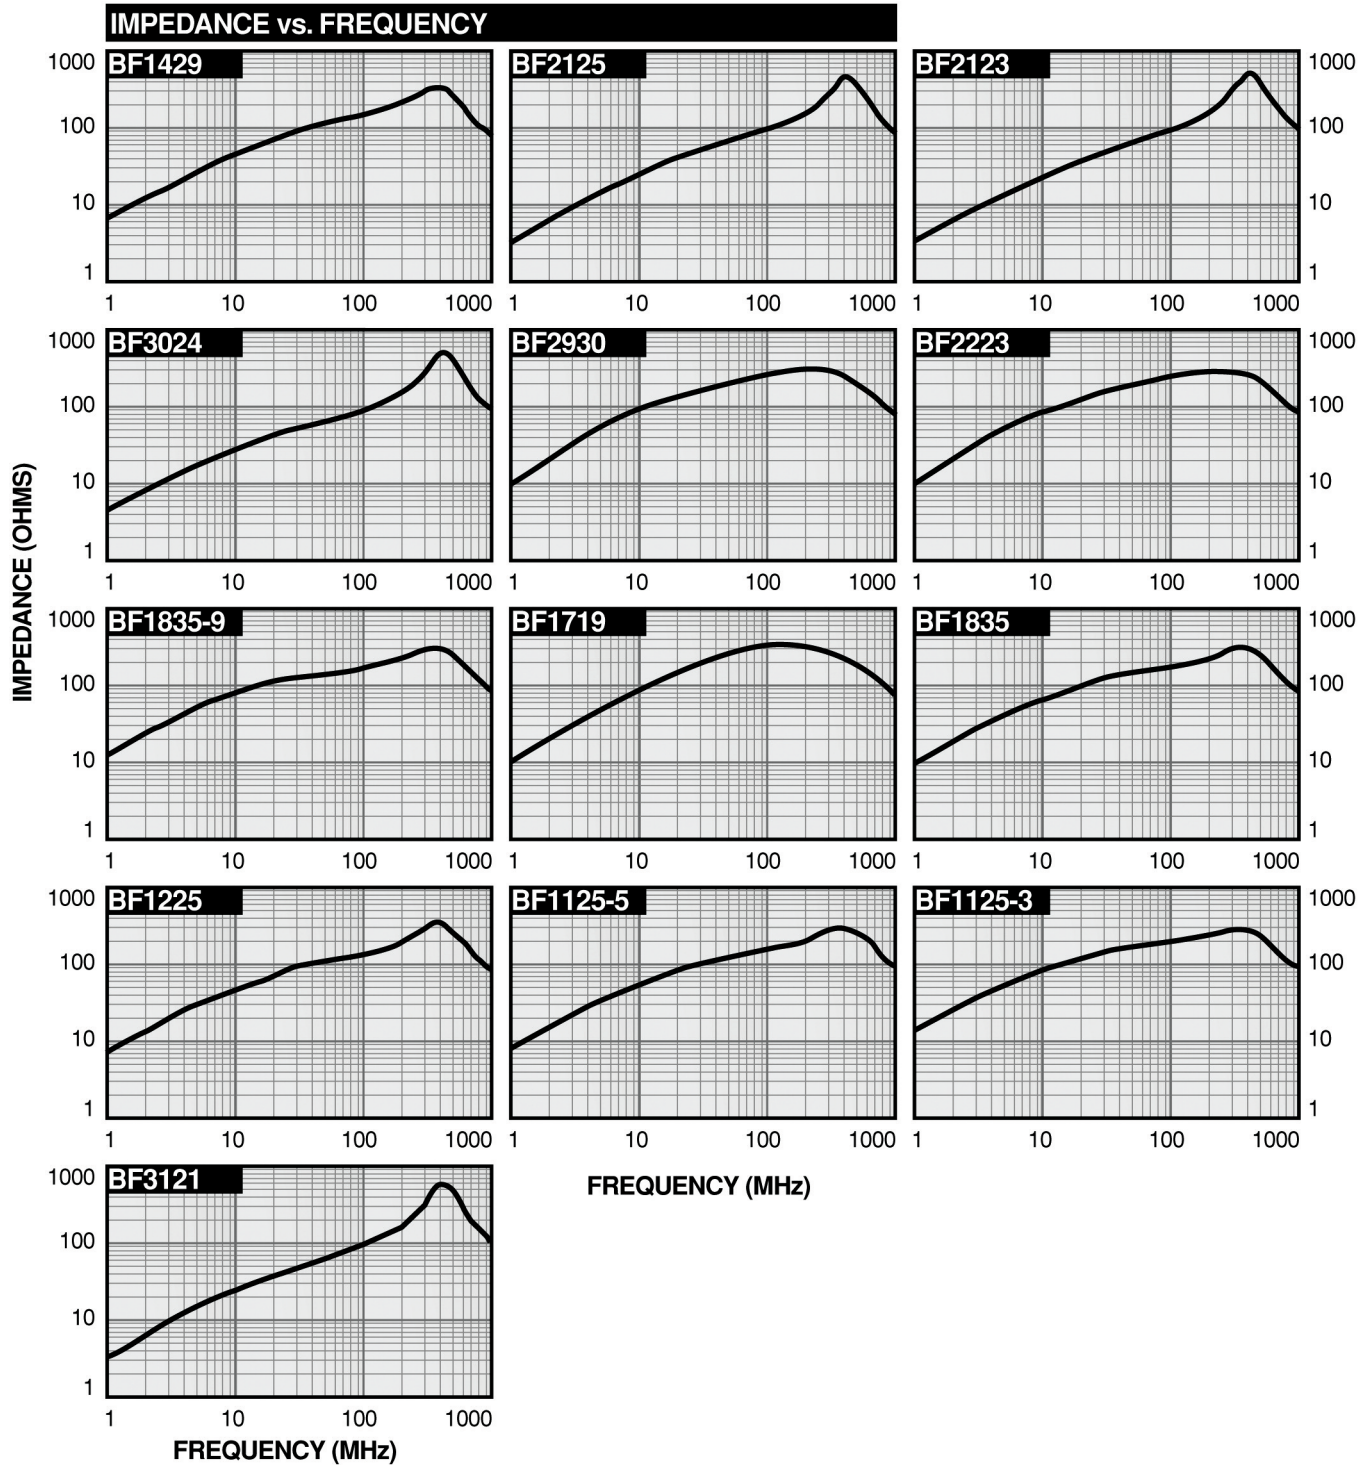 IMPEDANCE vs. FREQUENCY
1000 BF1429 BF2125 BF2123 1000
100 100
10 10
1 1
1 10 100 1000 1 10 100 1000 1 10 100 1000
1000 BF3024 BF2930 BF2223 1000
100 100
10 10
1 1
1 10 100 1000 1 10 100 1000 1 10 100 1000
IMPEDANCE (OHMS)
1000 BF1835-9 BF1719 BF1835 1000
100 100
10 10
1 1
1 10 100 1000 1 10 100 1000 1 10 100 1000
1000 BF1225 BF1125-5 BF1125-3 1000
100 100
10 10
1 1
1 10 100 1000 1 10 100 1000 1 10 100 1000
1000 BF3121 FREQUENCY (MHz)
100
10
1
1 10 100 1000
FREQUENCY (MHz)